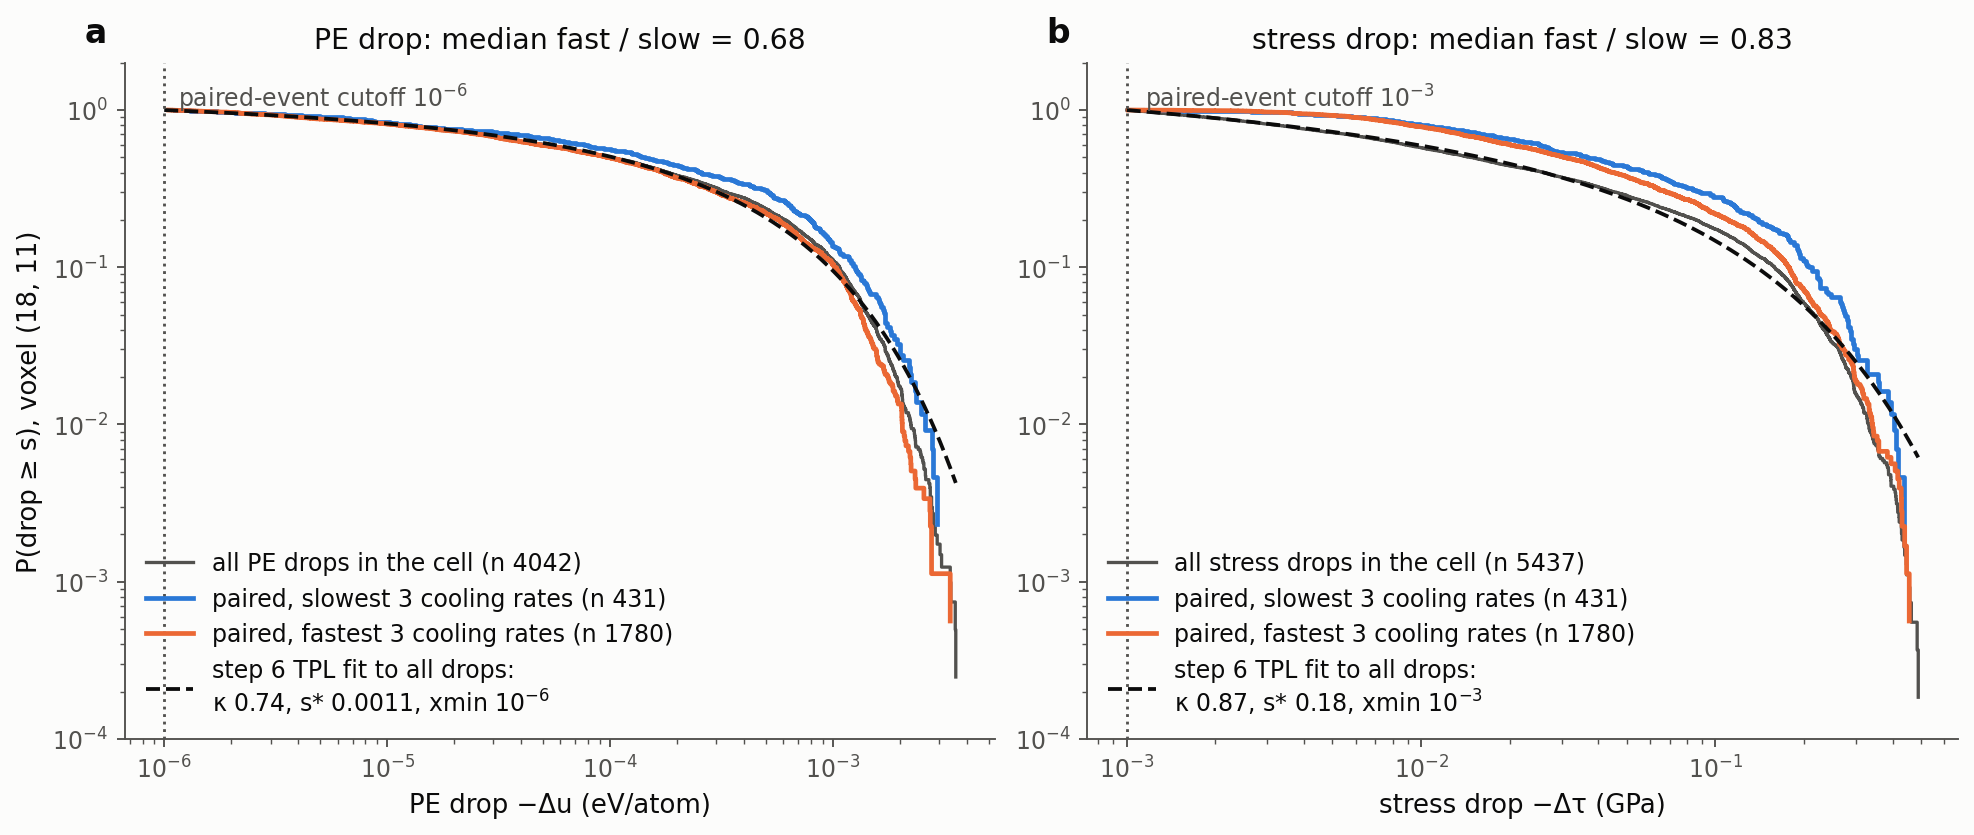 a
PE drop: median fast / slow = 0.68
paired-event cutoff 10⁻⁶
P(drop ≥ s), voxel (18, 11)
10⁰
10⁻¹
10⁻²
10⁻³
10⁻⁴
all PE drops in the cell (n 4042)
paired, slowest 3 cooling rates (n 431)
paired, fastest 3 cooling rates (n 1780)
step 6 TPL fit to all drops:
κ 0.74, s* 0.0011, xmin 10⁻⁶
10⁻⁶ 10⁻⁵ 10⁻⁴ 10⁻³
PE drop −Δu (eV/atom)
b
stress drop: median fast / slow = 0.83
paired-event cutoff 10⁻³
10⁰
10⁻¹
10⁻²
10⁻³
10⁻⁴
all stress drops in the cell (n 5437)
paired, slowest 3 cooling rates (n 431)
paired, fastest 3 cooling rates (n 1780)
step 6 TPL fit to all drops:
κ 0.87, s* 0.18, xmin 10⁻³
10⁻³ 10⁻² 10⁻¹
stress drop −Δτ (GPa)